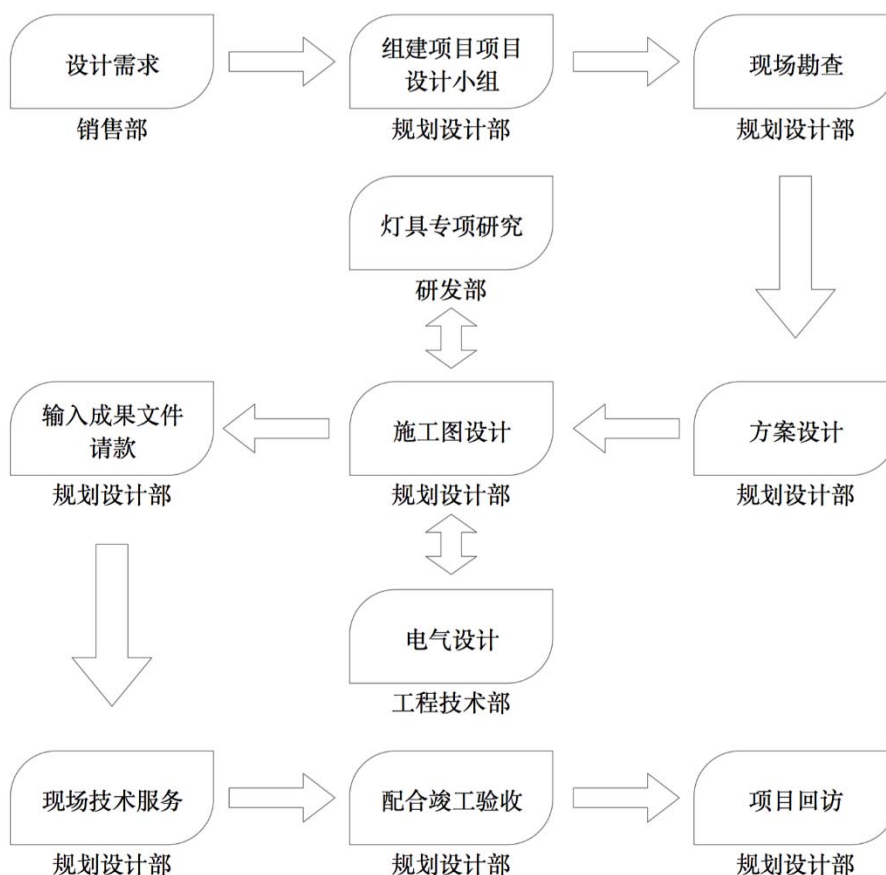 设计需求
销售部
组建项目项目
设计小组
规划设计部
现场勘查
规划设计部
灯具专项研究
研发部
方案设计
规划设计部
施工图设计
规划设计部
输入成果文件
请款
规划设计部
电气设计
工程技术部
现场技术服务
规划设计部
配合竣工验收
规划设计部
项目回访
规划设计部